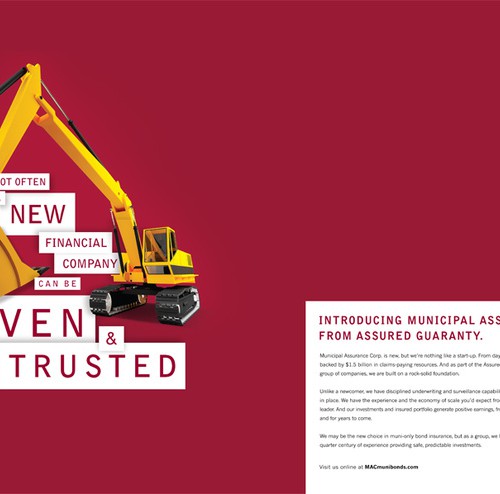 OT OFTEN
NEW
FINANCIAL
COMPANY
CAN BE
VEN
&
TRUSTED
INTRODUCING MUNICIPAL ASS
FROM ASSURED GUARANTY.
Municipal Assurance Corp. is new, but we're nothing like a start-up. From day
backed by $1.5 billion in claims-paying resources. And as part of the Assure
group of companies, we are built on a rock-solid foundation.
Unlike a newcomer, we have disciplined underwriting and surveillance capabili
in place. We have the experience and the economy of scale you'd expect from
leader. And our investments and insured portfolio generate positive earnings, fr
and for years to come.
We may be the new choice in muni-only bond insurance, but as a group, we h
quarter century of experience providing safe, predictable investments.
Visit us online at MACmunibonds.com